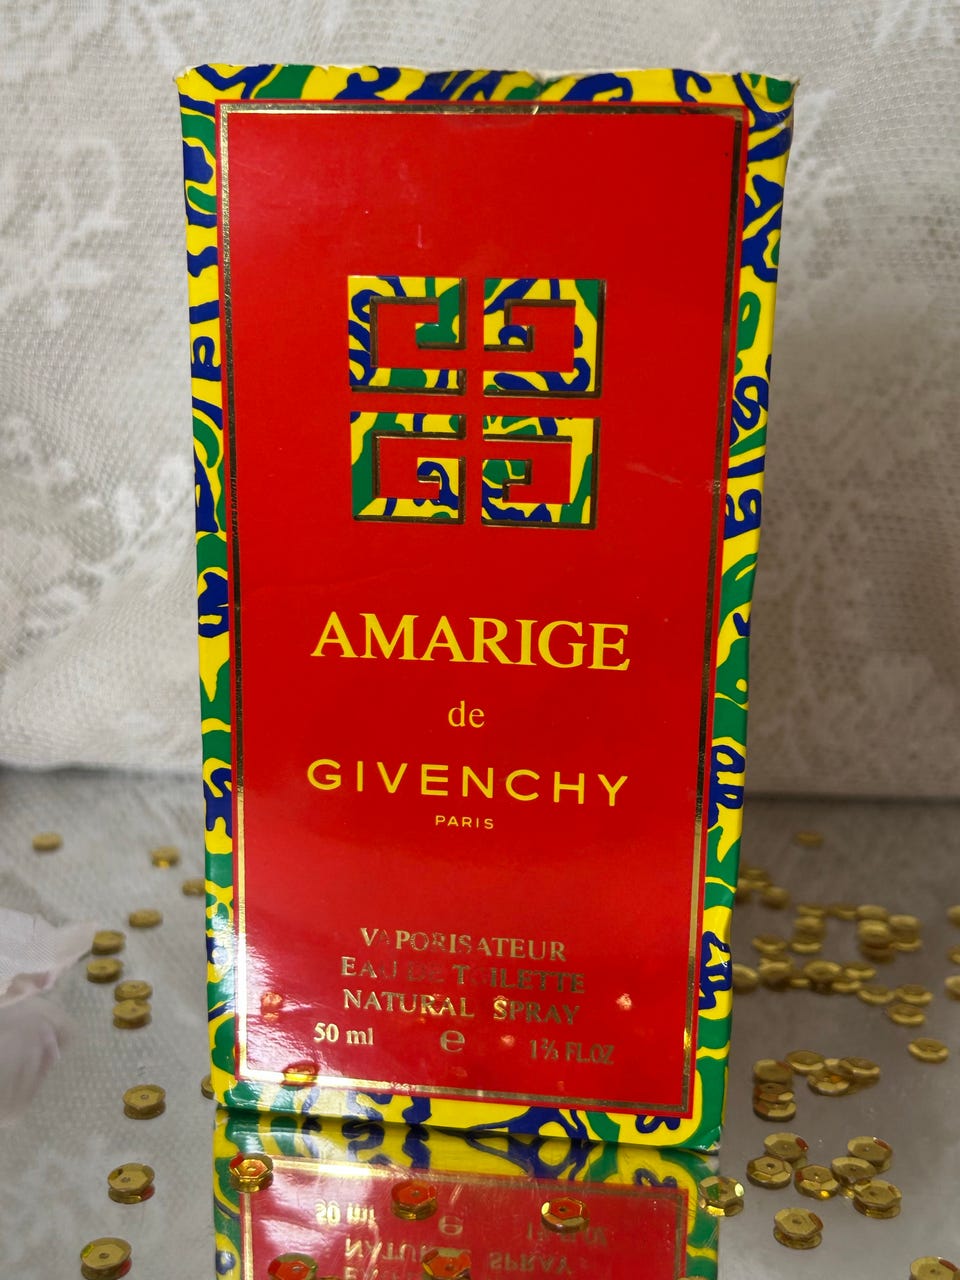 AMARIGE
de
GIVENCHY
PARIS
VAPORISATEUR
EAU DE TOILETTE
NATURAL SPRAY
50 ml e 1⅔ FL.OZ